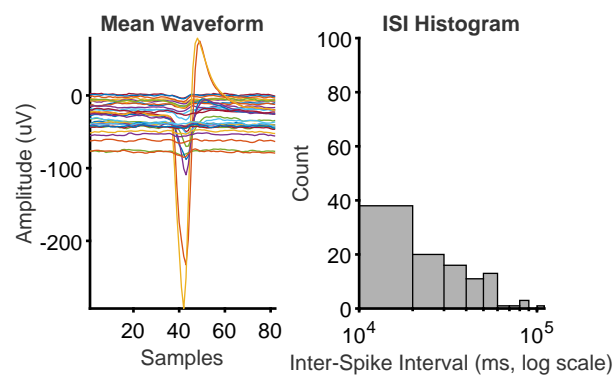 Mean Waveform
Amplitude (uV)
0
-100
-200
20 40 60 80
Samples
ISI Histogram
Count
100
80
60
40
20
0
10^4 10^5
Inter-Spike Interval (ms, log scale)